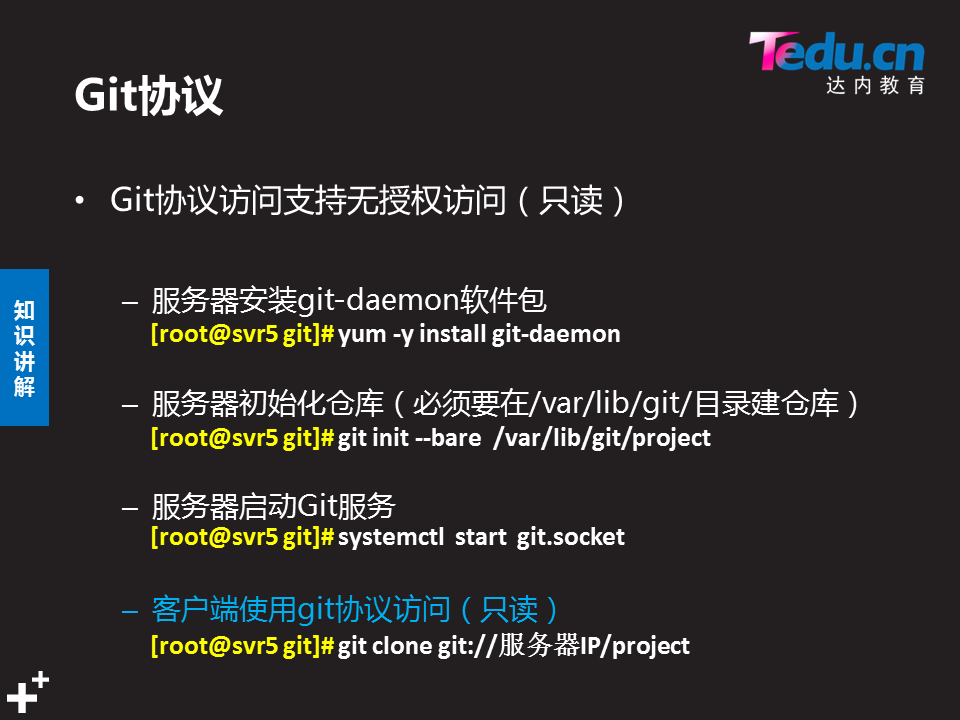 Tedu.cn
达内教育
Git协议
• Git协议访问支持无授权访问（只读）
– 服务器安装git-daemon软件包
[root@svr5 git]# yum -y install git-daemon
知识讲解
– 服务器初始化仓库（必须要在/var/lib/git/目录建仓库）
[root@svr5 git]# git init --bare  /var/lib/git/project
– 服务器启动Git服务
[root@svr5 git]# systemctl  start  git.socket
– 客户端使用git协议访问（只读）
[root@svr5 git]# git clone git://服务器IP/project